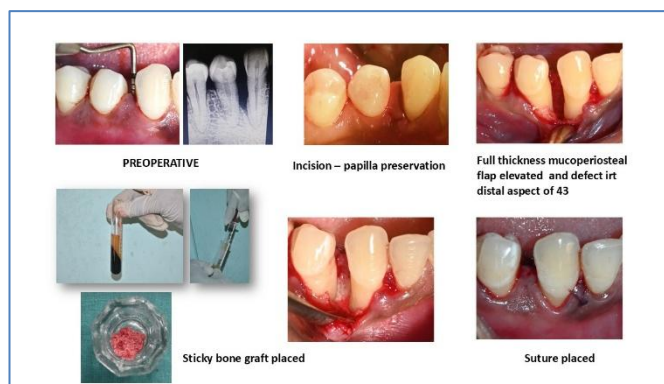 PREOPERATIVE
Incision – papilla preservation
Full thickness mucoperiosteal
flap elevated and defect irt
distal aspect of 43
Sticky bone graft placed
Suture placed